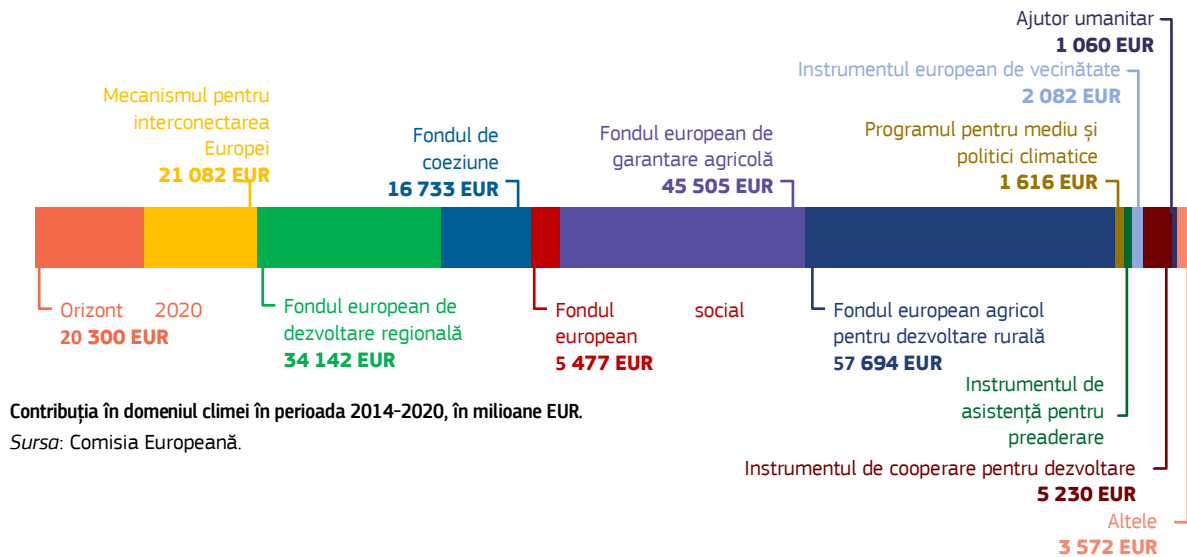 Ajutor umanitar
1 060 EUR
Instrumentul european de vecinătate
2 082 EUR
Mecanismul pentru
interconectarea
Europei
21 082 EUR
Fondul de
coeziune
16 733 EUR
Fondul european de
garantare agricolă
45 505 EUR
Programul pentru mediu și
politici climatice
1 616 EUR
Orizont 2020
20 300 EUR
Fondul european de
dezvoltare regională
34 142 EUR
Fondul social
european
5 477 EUR
Fondul european agricol
pentru dezvoltare rurală
57 694 EUR
Instrumentul de
asistență pentru
preaderare
Instrumentul de cooperare pentru dezvoltare
5 230 EUR
Altele
3 572 EUR
Contribuția în domeniul climei în perioada 2014-2020, în milioane EUR.
Sursa: Comisia Europeană.